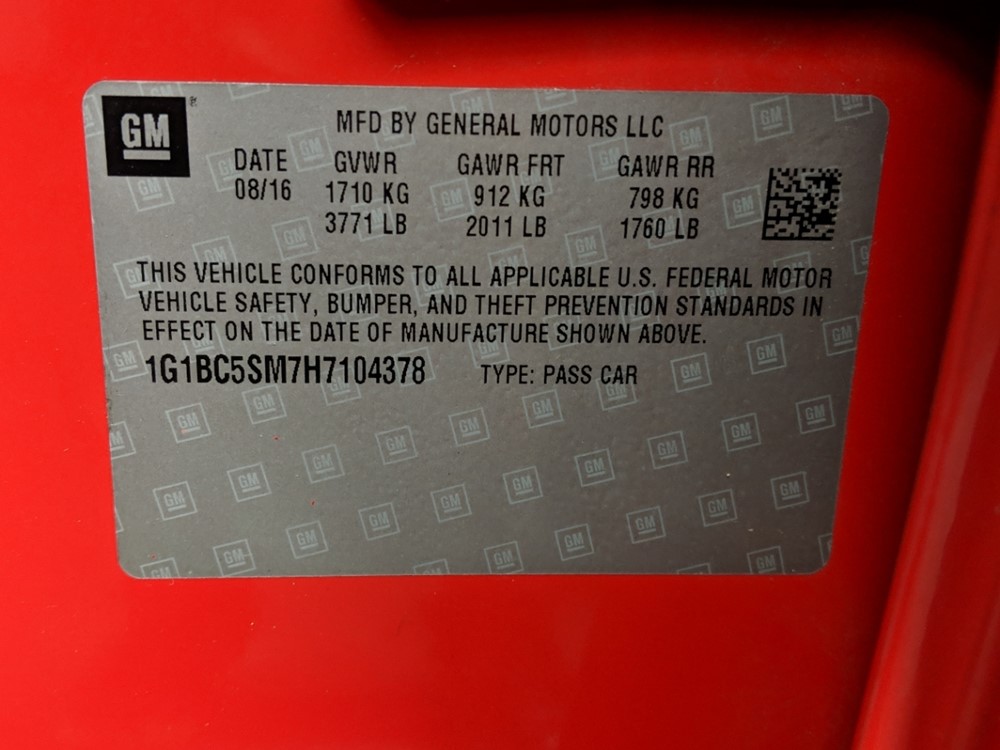 GM
MFD BY GENERAL MOTORS LLC
DATE GVWR GAWR FRT GAWR RR
08/16 1710 KG 912 KG 798 KG
3771 LB 2011 LB 1760 LB
THIS VEHICLE CONFORMS TO ALL APPLICABLE U.S. FEDERAL MOTOR
VEHICLE SAFETY, BUMPER, AND THEFT PREVENTION STANDARDS IN
EFFECT ON THE DATE OF MANUFACTURE SHOWN ABOVE.
1G1BC5SM7H7104378 TYPE: PASS CAR